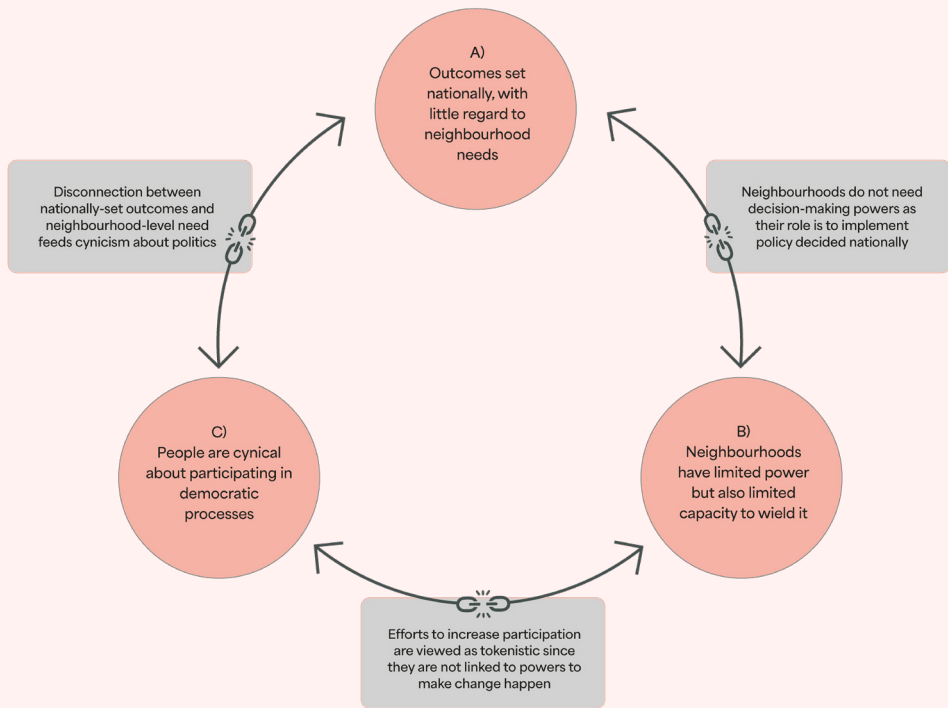 A)
Outcomes set
nationally, with
little regard to
neighbourhood
needs
Disconnection between
nationally-set outcomes and
neighbourhood-level need
feeds cynicism about politics
Neighbourhoods do not need
decision-making powers as
their role is to implement
policy decided nationally
C)
People are cynical
about participating in
democratic
processes
B)
Neighbourhoods
have limited power
but also limited
capacity to wield it
Efforts to increase participation
are viewed as tokenistic since
they are not linked to powers to
make change happen